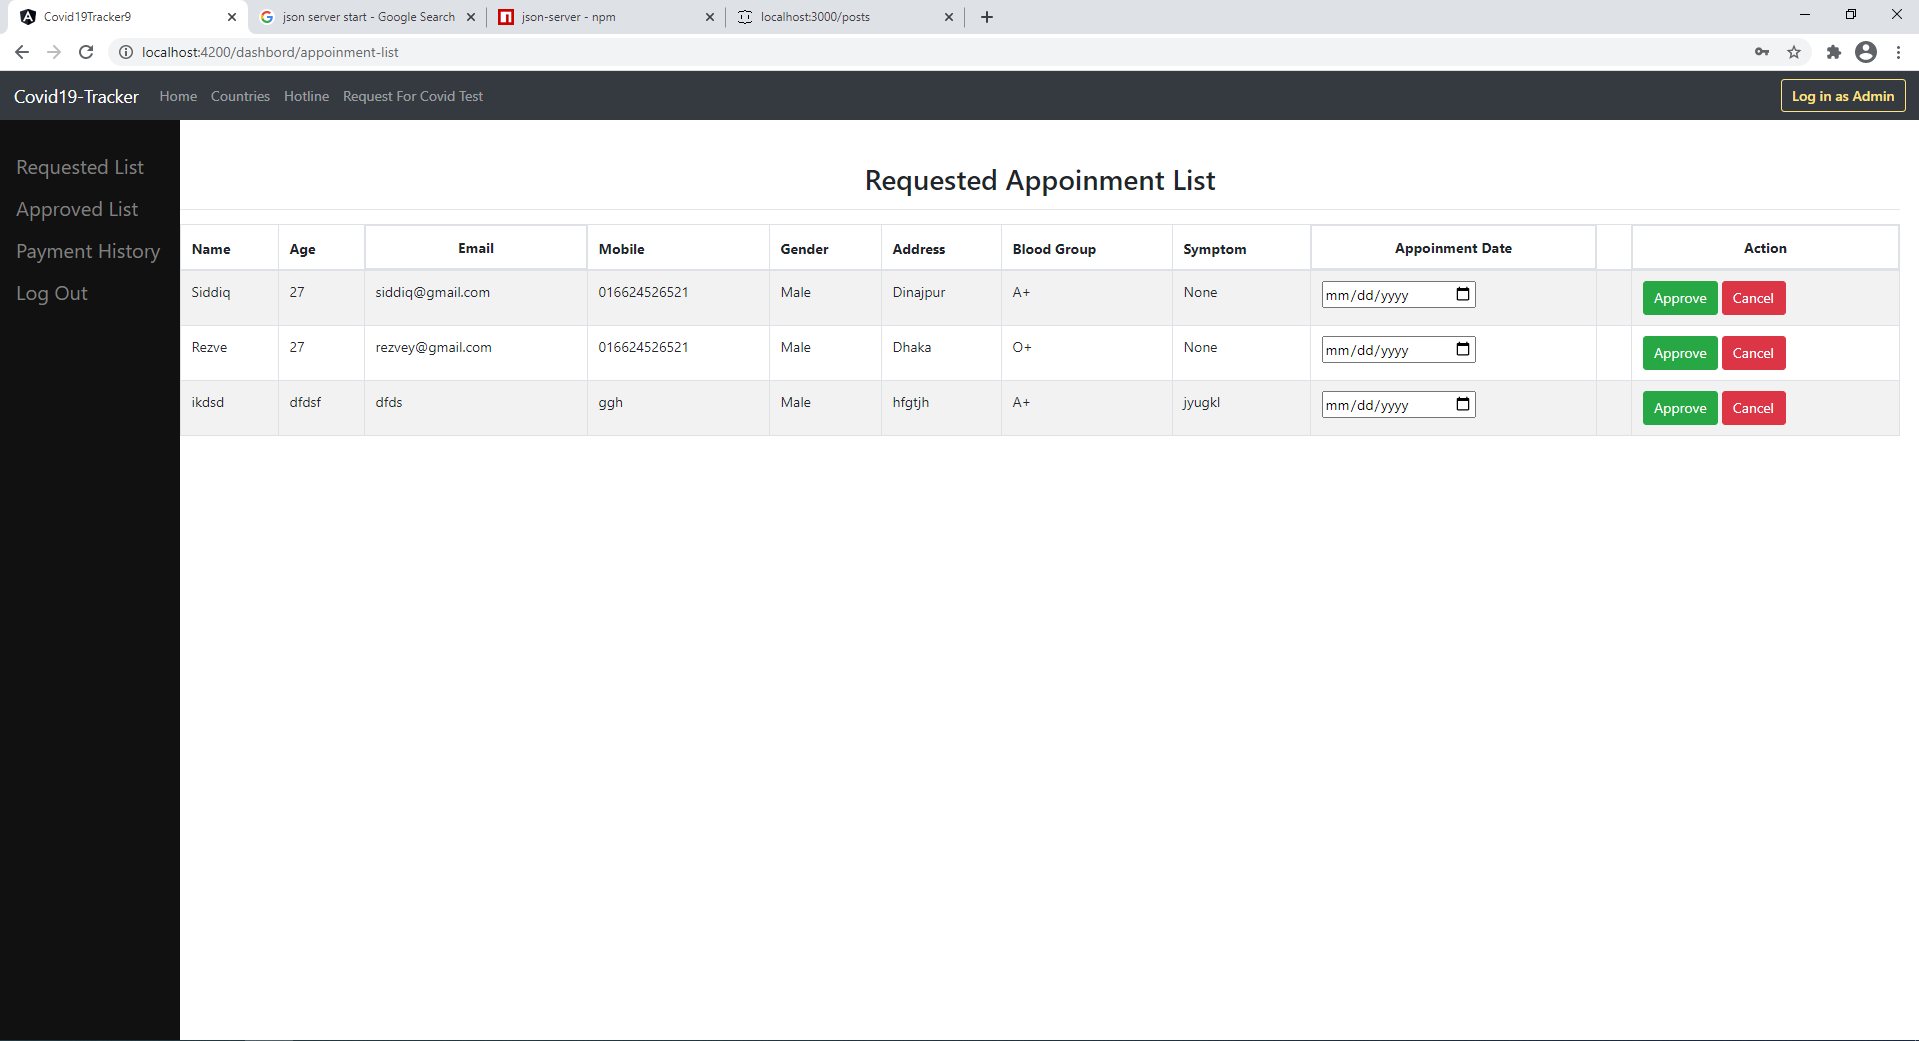 Covid19Tracker9 json server start - Google Search json-server - npm localhost:3000/posts
localhost:4200/dashbord/appoinment-list
Covid19-Tracker Home Countries Hotline Request For Covid Test Log in as Admin
Requested List
Approved List
Payment History
Log Out
Requested Appoinment List
Name Age Email Mobile Gender Address Blood Group Symptom Appoinment Date Action
Siddiq 27 siddiq@gmail.com 016624526521 Male Dinajpur A+ None mm/dd/yyyy Approve Cancel
Rezve 27 rezvey@gmail.com 016624526521 Male Dhaka O+ None mm/dd/yyyy Approve Cancel
ikdsd dfdsf dfds ggh Male hfgtjh A+ jyugkl mm/dd/yyyy Approve Cancel